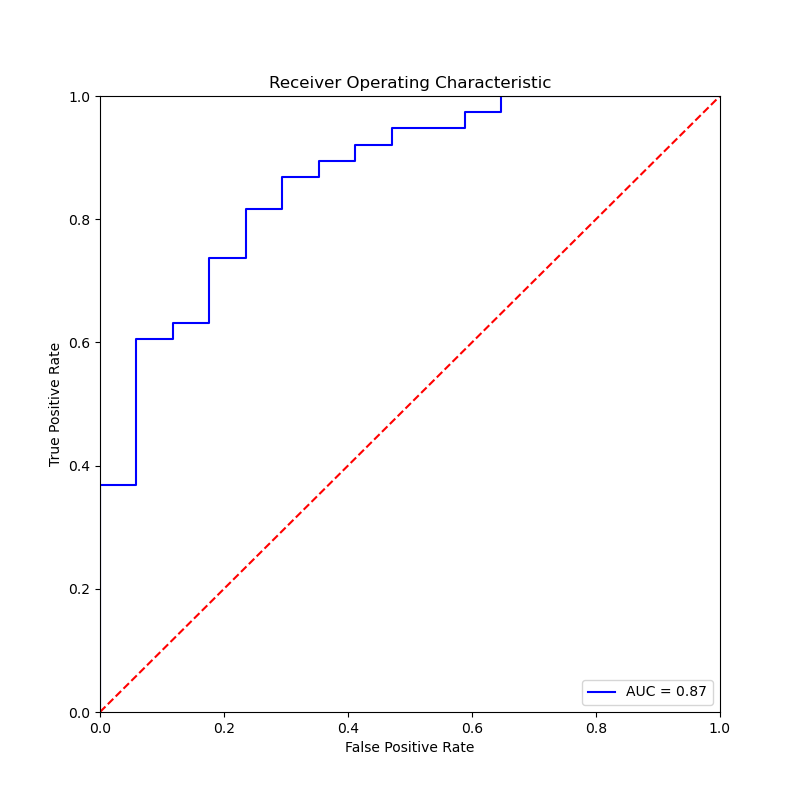 Receiver Operating Characteristic
1.0
0.8
0.6
0.4
0.2
0.0
True Positive Rate
AUC = 0.87
0.0 0.2 0.4 0.6 0.8 1.0
False Positive Rate